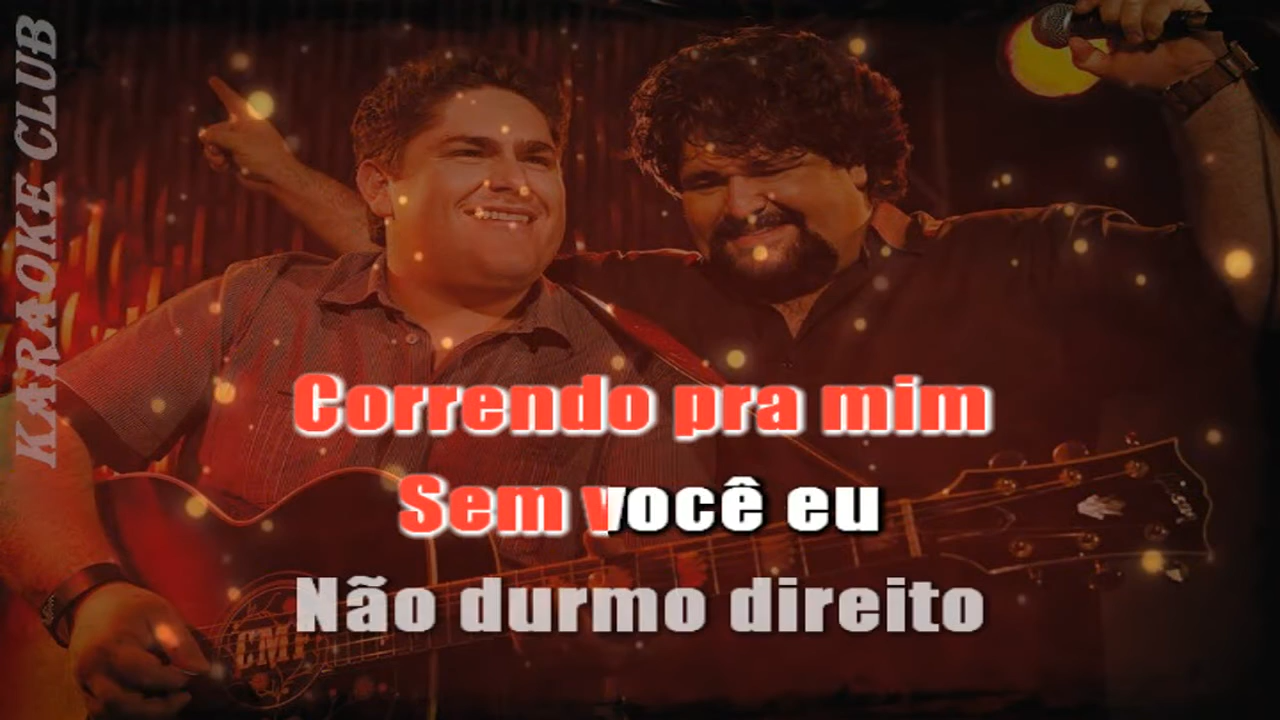 KARAOKE CLUB
Correndo pra mim
Sem você eu
Não durmo direito